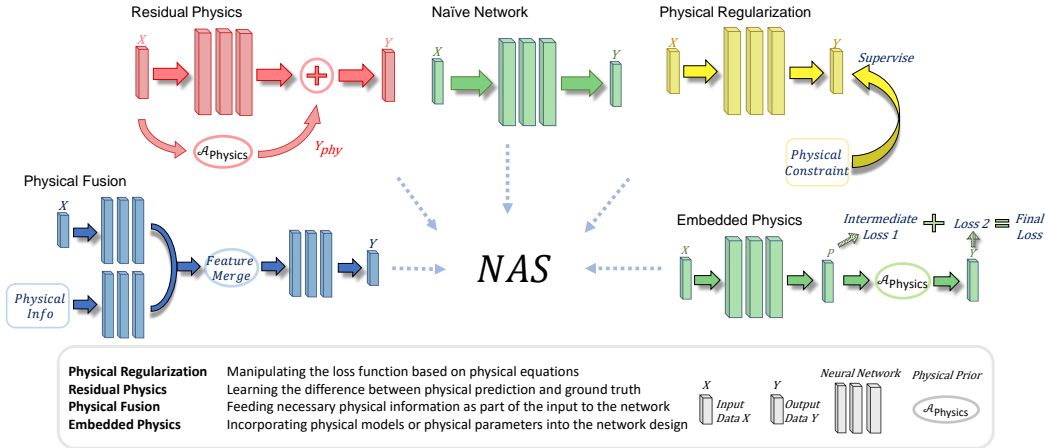 Residual Physics
X
Y
+
𝒜Physics
Yphy
Naïve Network
X
Y
Physical Regularization
X
Y
Supervise
Physical
Constraint
Physical Fusion
X
Physical
Info
Feature
Merge
Y
NAS
Embedded Physics
X
P
𝒜Physics
Y
Intermediate
Loss 1
+
Loss 2
=
Final
Loss
Physical Regularization Manipulating the loss function based on physical equations
Residual Physics Learning the difference between physical prediction and ground truth
Physical Fusion Feeding necessary physical information as part of the input to the network
Embedded Physics Incorporating physical models or physical parameters into the network design
X
Input
Data X
Y
Output
Data Y
Neural Network
Physical Prior
𝒜Physics